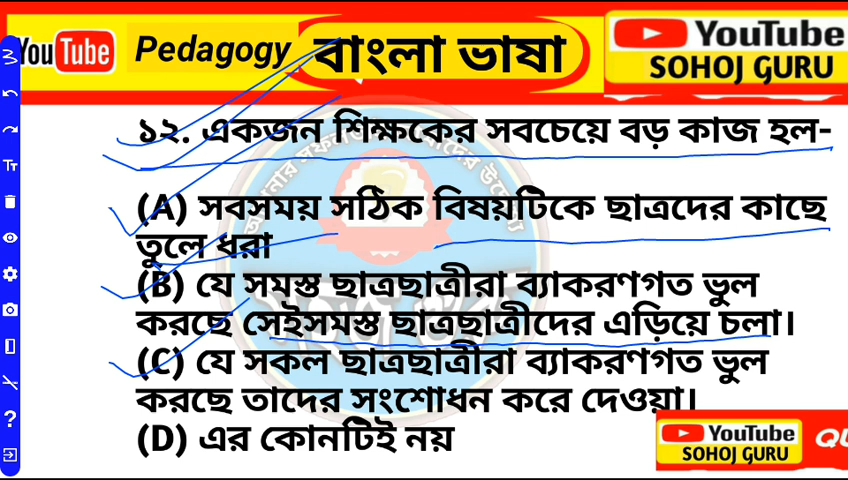 YouTube
Pedagogy
বাংলা ভাষা
YouTube
SOHOJ GURU
১২. একজন শিক্ষকের সবচেয়ে বড় কাজ হল-
(A) সবসময় সঠিক বিষয়টিকে ছাত্রদের কাছে
তুলে ধরা
(B) যে সমস্ত ছাত্রছাত্রীরা ব্যাকরণগত ভুল
করছে সেইসমস্ত ছাত্রছাত্রীদের এড়িয়ে চলা।
(C) যে সকল ছাত্রছাত্রীরা ব্যাকরণগত ভুল
করছে তাদের সংশোধন করে দেওয়া।
(D) এর কোনটিই নয়
YouTube
SOHOJ GURU
QU